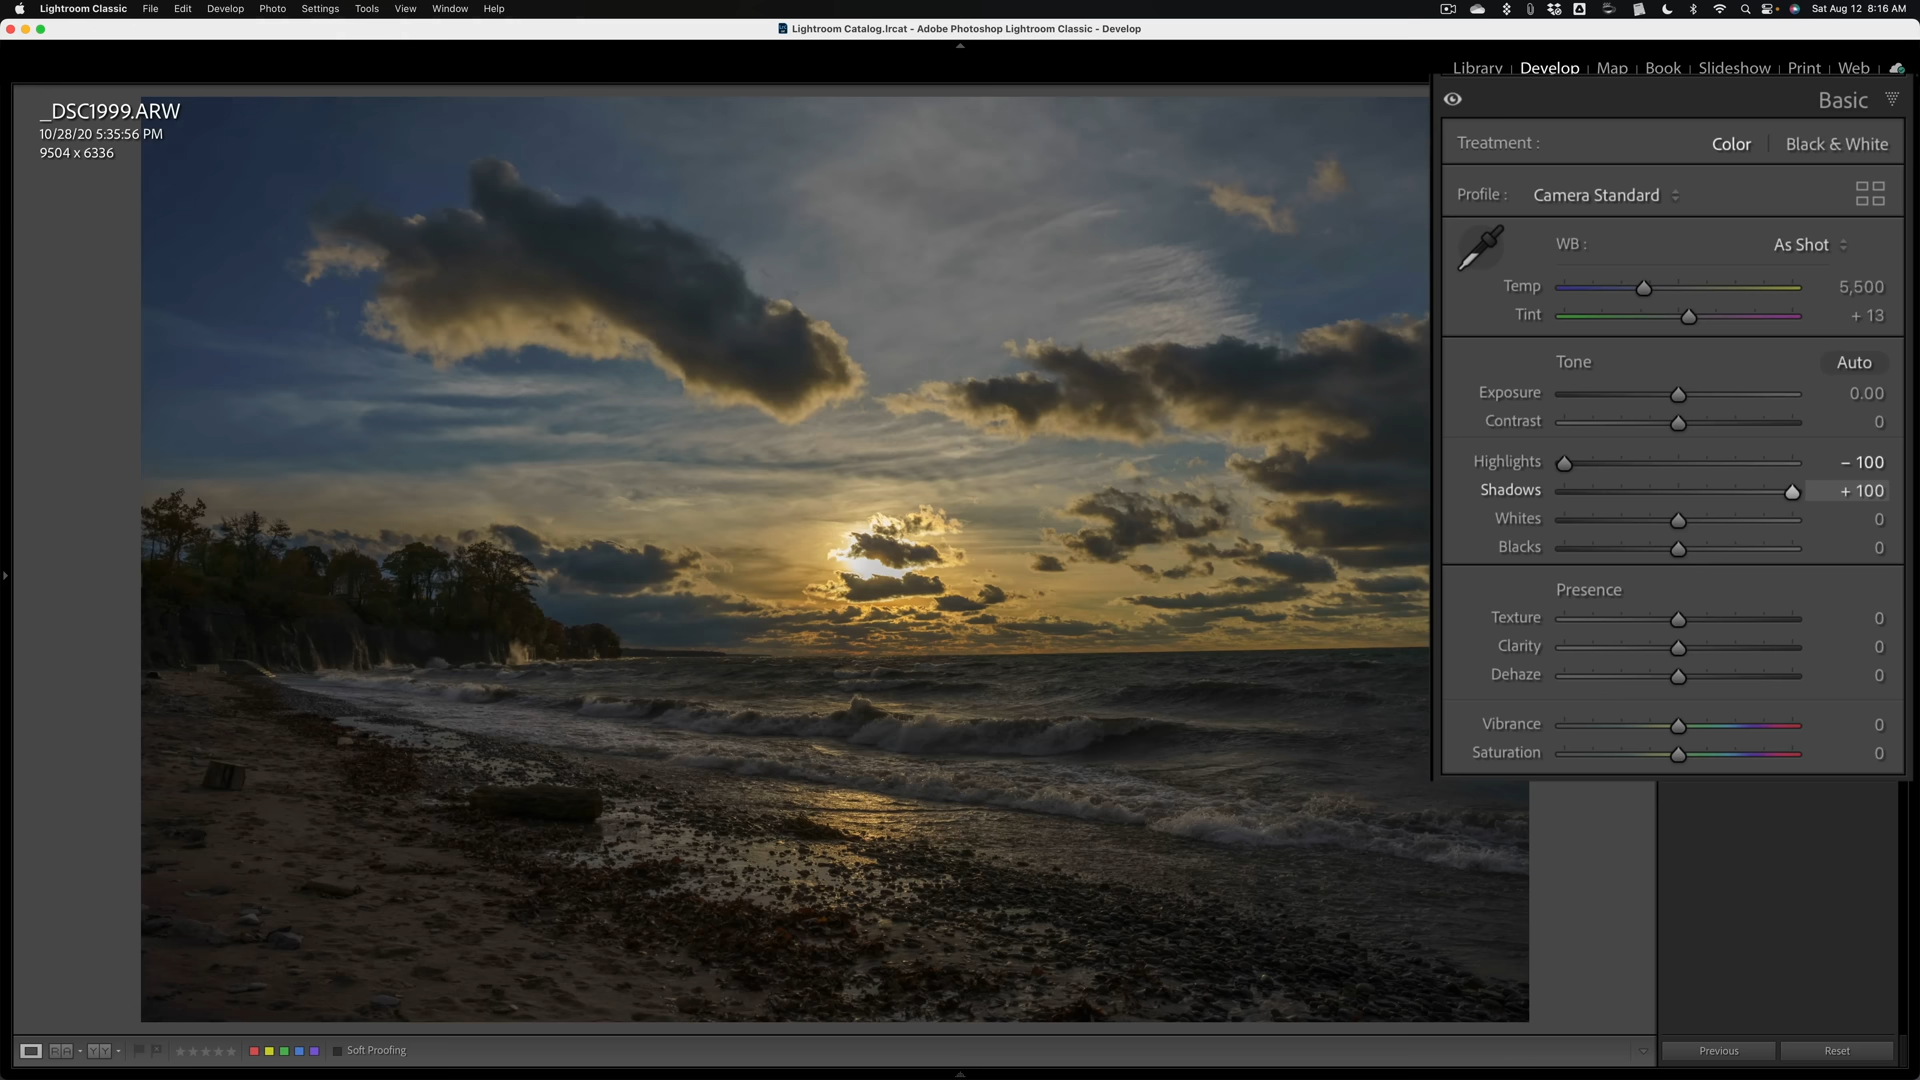 Lightroom Classic File Edit Develop Photo Settings Tools View Window Help Sat Aug 12 8:16 AM
Lightroom Catalog.lrcat - Adobe Photoshop Lightroom Classic - Develop
Library | Develop | Map | Book | Slideshow | Print | Web
_DSC1999.ARW
10/28/20 5:35:56 PM
9504 x 6336
Basic
Treatment : Color | Black & White
Profile : Camera Standard
WB : As Shot
Temp 5,500
Tint + 13
Tone Auto
Exposure 0.00
Contrast 0
Highlights − 100
Shadows + 100
Whites 0
Blacks 0
Presence
Texture 0
Clarity 0
Dehaze 0
Vibrance 0
Saturation 0
RA YY Soft Proofing Previous Reset